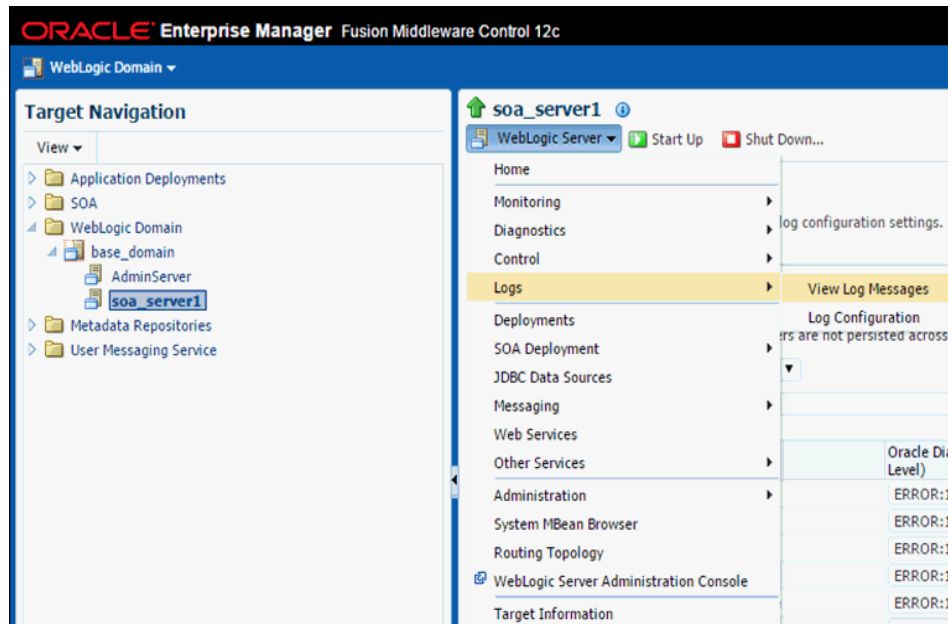 ORACLE Enterprise Manager Fusion Middleware Control 12c
WebLogic Domain
Target Navigation
View
Application Deployments
SOA
WebLogic Domain
base_domain
AdminServer
soa_server1
Metadata Repositories
User Messaging Service
soa_server1
WebLogic Server Start Up Shut Down...
Home
Monitoring
log configuration settings.
Diagnostics
Control
Logs
View Log Messages
Log Configuration
Deployments
are not persisted across
SOA Deployment
JDBC Data Sources
Messaging
Web Services
Other Services
Oracle
Level)
Administration
ERROR:1
System MBean Browser
ERROR:1
Routing Topology
ERROR:1
WebLogic Server Administration Console
ERROR:1
Target Information
ERROR:1